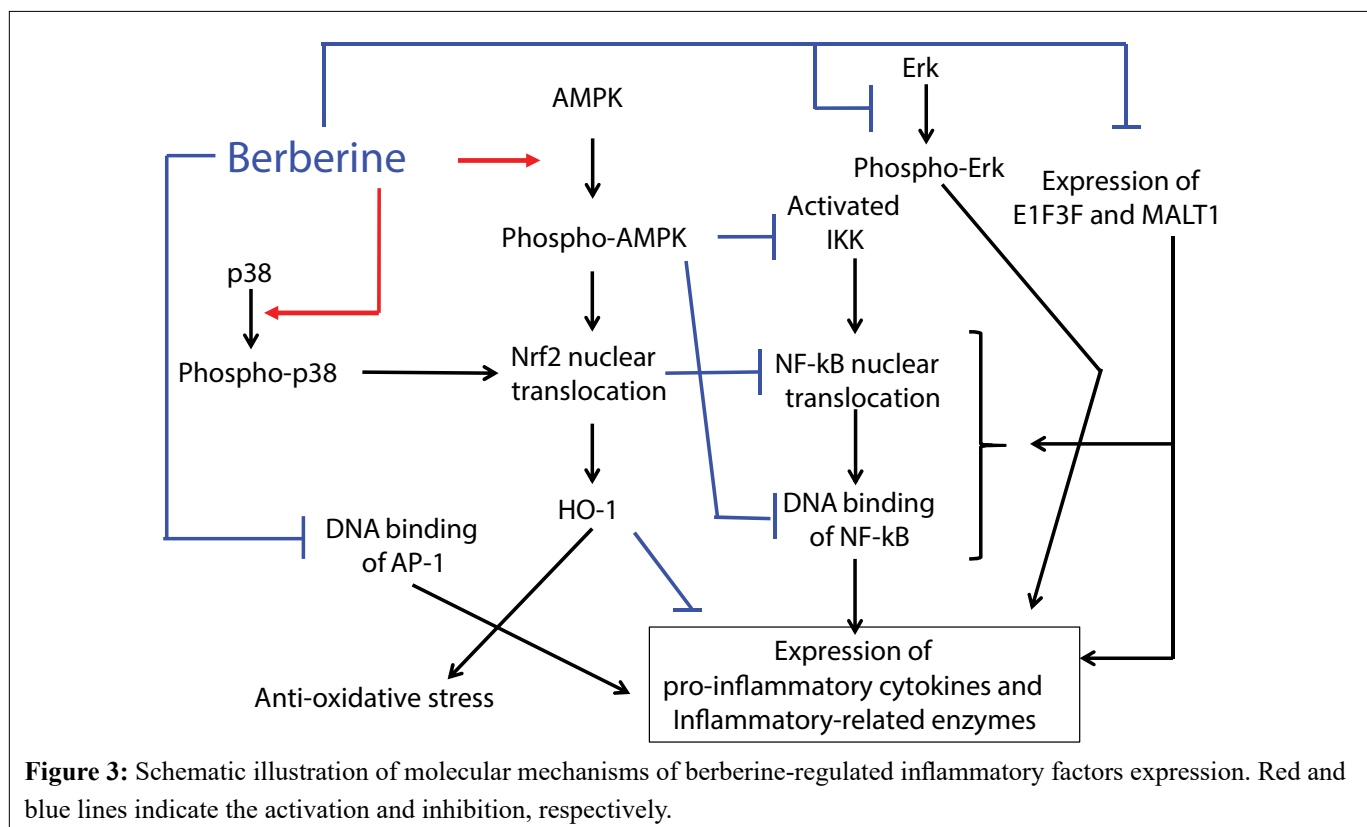 Erk
AMPK
Berberine
Phospho-Erk
Expression of
E1F3F and MALT1
Activated
IKK
Phospho-AMPK
p38
Phospho-p38
Nrf2 nuclear
translocation
NF-kB nuclear
translocation
HO-1
DNA binding
of AP-1
DNA binding
of NF-kB
Anti-oxidative stress
Expression of
pro-inflammatory cytokines and
Inflammatory-related enzymes
Figure 3: Schematic illustration of molecular mechanisms of berberine-regulated inflammatory factors expression. Red and
blue lines indicate the activation and inhibition, respectively.